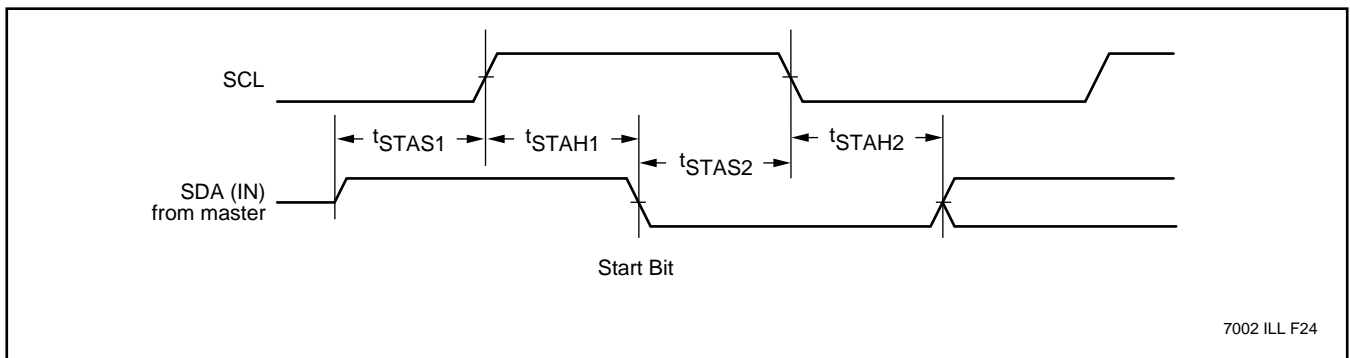 SCL
tSTAS1
tSTAH1
tSTAS2
tSTAH2
SDA (IN)
from master
Start Bit
7002 ILL F24